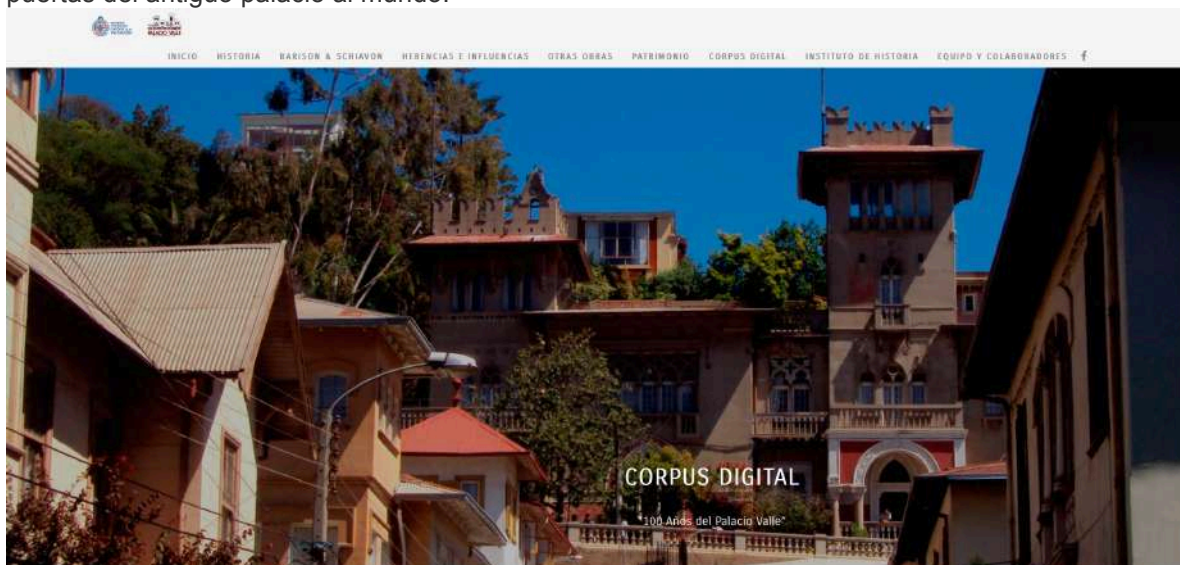 puertas del antiguo palacio al mundo.
INICIO HISTORIA BARISON & SCHIAVON HERENCIAS E INFLUENCIAS OTRAS OBRAS PATRIMONIO CORPUS DIGITAL INSTITUTO DE HISTORIA EQUIPO Y COLABORADORES f
CORPUS DIGITAL
"100 Años del Palacio Valle"